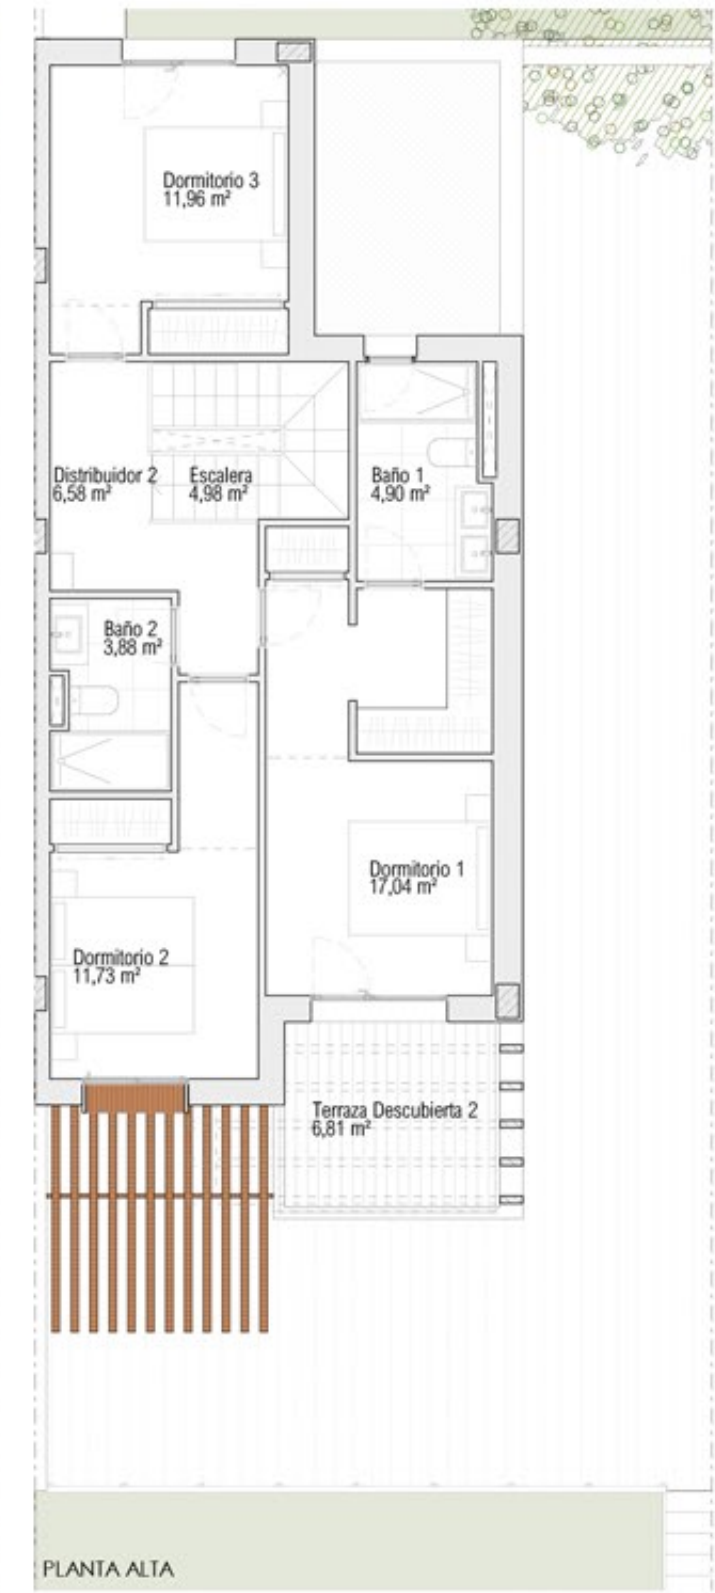 Dormitorio 3
11,96 m²
Distribuidor 2
6,58 m²
Escalera
4,98 m²
Baño 1
4,90 m²
Baño 2
3,88 m²
Dormitorio 1
17,04 m²
Dormitorio 2
11,73 m²
Terraza Descubierta 2
6,81 m²
PLANTA ALTA